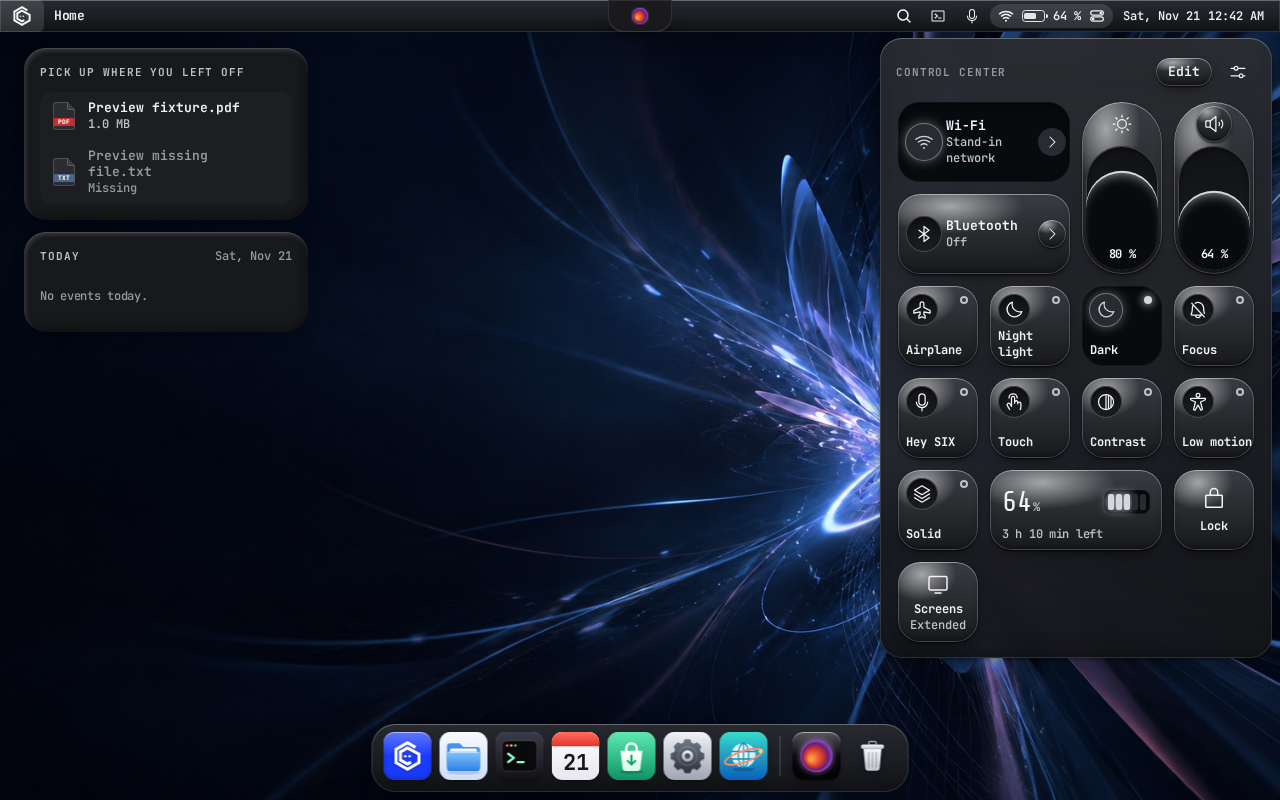 Home
64 %
Sat, Nov 21 12:42 AM
PICK UP WHERE YOU LEFT OFF
Preview fixture.pdf
1.0 MB
PDF
Preview missing
file.txt
Missing
TXT
TODAY
Sat, Nov 21
No events today.
CONTROL CENTER
Edit
Wi-Fi
Stand-in
network
Bluetooth
Off
80 %
64 %
Airplane
Night
light
Dark
Focus
Hey SIX
Touch
Contrast
Low motion
Solid
64%
3 h 10 min left
Lock
Screens
Extended
21